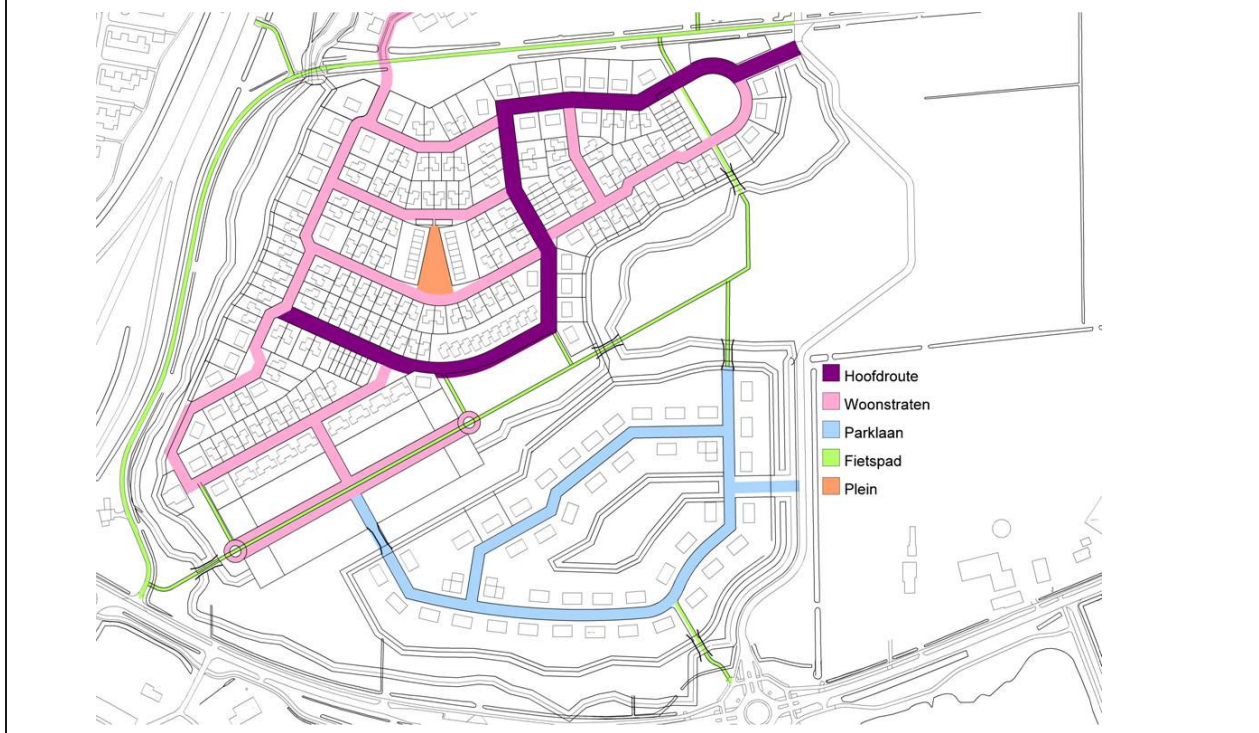 Hoofdroute
Woonstraten
Parklaan
Fietspad
Plein